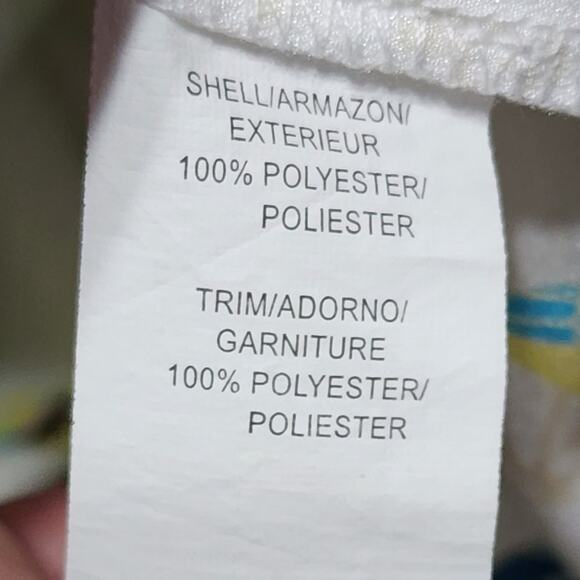 SHELL/ARMAZON/
EXTERIEUR
100% POLYESTER/
POLIESTER
TRIM/ADORNO/
GARNITURE
100% POLYESTER/
POLIESTER